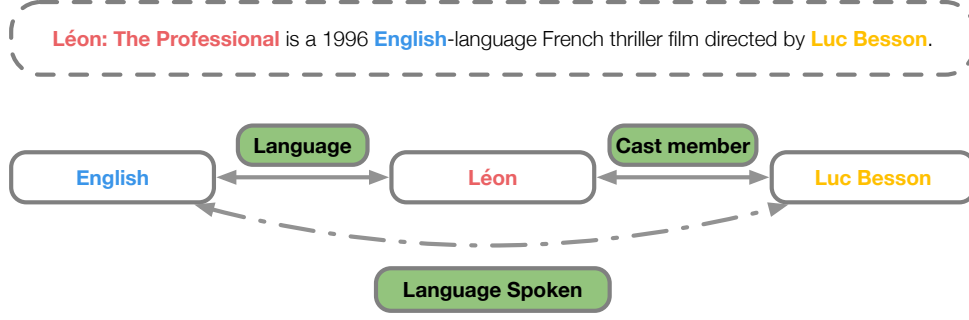 Léon: The Professional is a 1996 English-language French thriller film directed by Luc Besson.
Language
Cast member
English
Léon
Luc Besson
Language Spoken